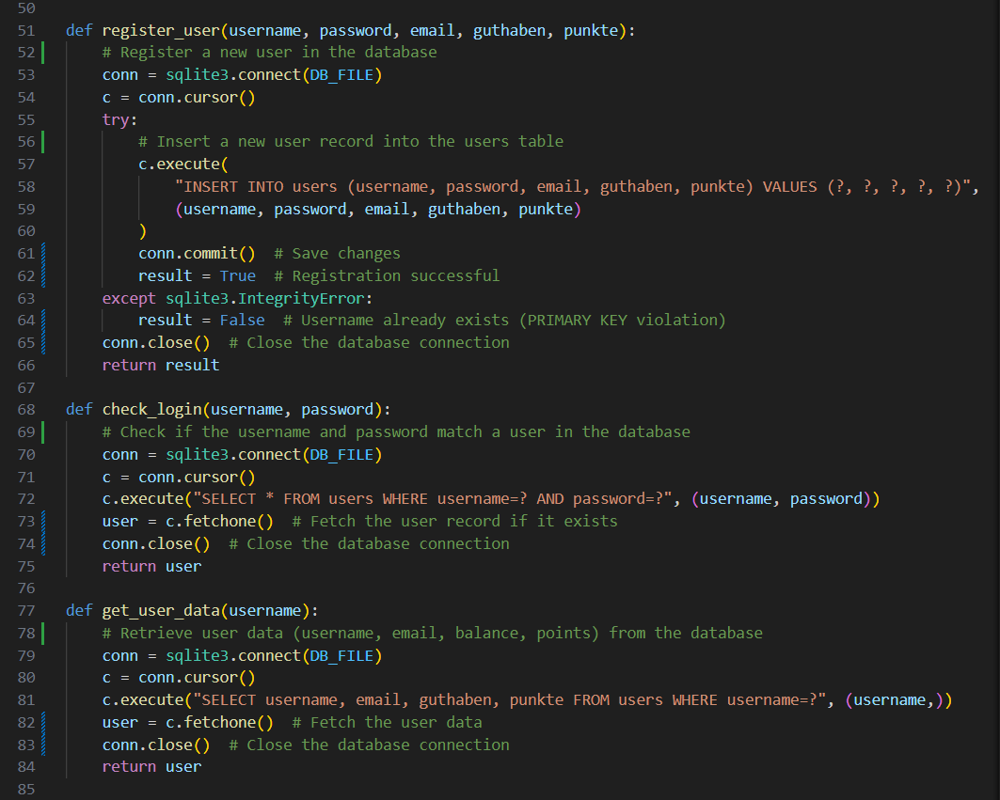 50
51 def register_user(username, password, email, guthaben, punkte):
52     # Register a new user in the database
53     conn = sqlite3.connect(DB_FILE)
54     c = conn.cursor()
55     try:
56         # Insert a new user record into the users table
57         c.execute(
58             "INSERT INTO users (username, password, email, guthaben, punkte) VALUES (?, ?, ?, ?, ?)",
59             (username, password, email, guthaben, punkte)
60         )
61         conn.commit()  # Save changes
62         result = True  # Registration successful
63     except sqlite3.IntegrityError:
64         result = False  # Username already exists (PRIMARY KEY violation)
65     conn.close()  # Close the database connection
66     return result
67
68 def check_login(username, password):
69     # Check if the username and password match a user in the database
70     conn = sqlite3.connect(DB_FILE)
71     c = conn.cursor()
72     c.execute("SELECT * FROM users WHERE username=? AND password=?", (username, password))
73     user = c.fetchone()  # Fetch the user record if it exists
74     conn.close()  # Close the database connection
75     return user
76
77 def get_user_data(username):
78     # Retrieve user data (username, email, balance, points) from the database
79     conn = sqlite3.connect(DB_FILE)
80     c = conn.cursor()
81     c.execute("SELECT username, email, guthaben, punkte FROM users WHERE username=?", (username,))
82     user = c.fetchone()  # Fetch the user data
83     conn.close()  # Close the database connection
84     return user
85